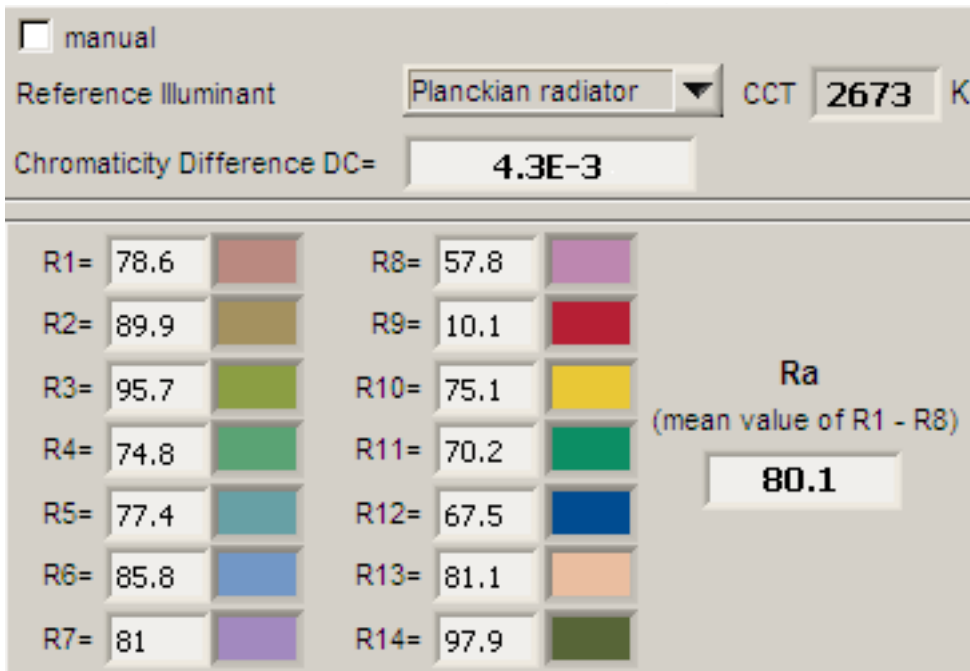 manual
Reference Illuminant Planckian radiator CCT 2673 K
Chromaticity Difference DC= 4.3E-3
R1= 78.6 R8= 57.8
R2= 89.9 R9= 10.1
R3= 95.7 R10= 75.1
R4= 74.8 R11= 70.2
R5= 77.4 R12= 67.5
R6= 85.8 R13= 81.1
R7= 81 R14= 97.9
Ra
(mean value of R1 - R8)
80.1